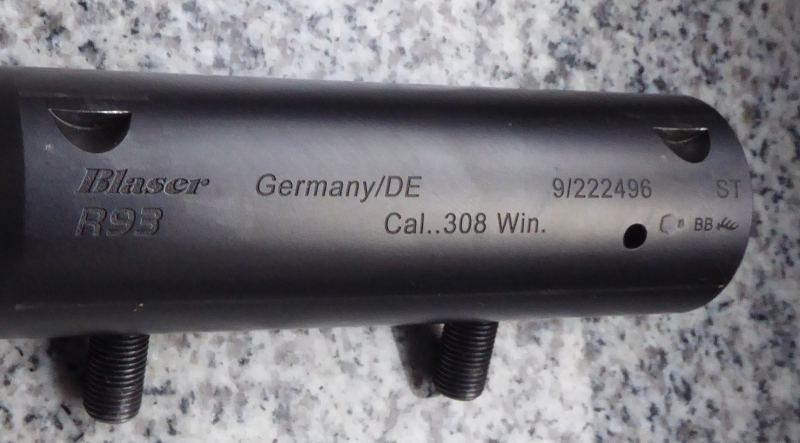 Blaser Germany/DE 9/222496 ST
R93 Cal..308 Win. BB